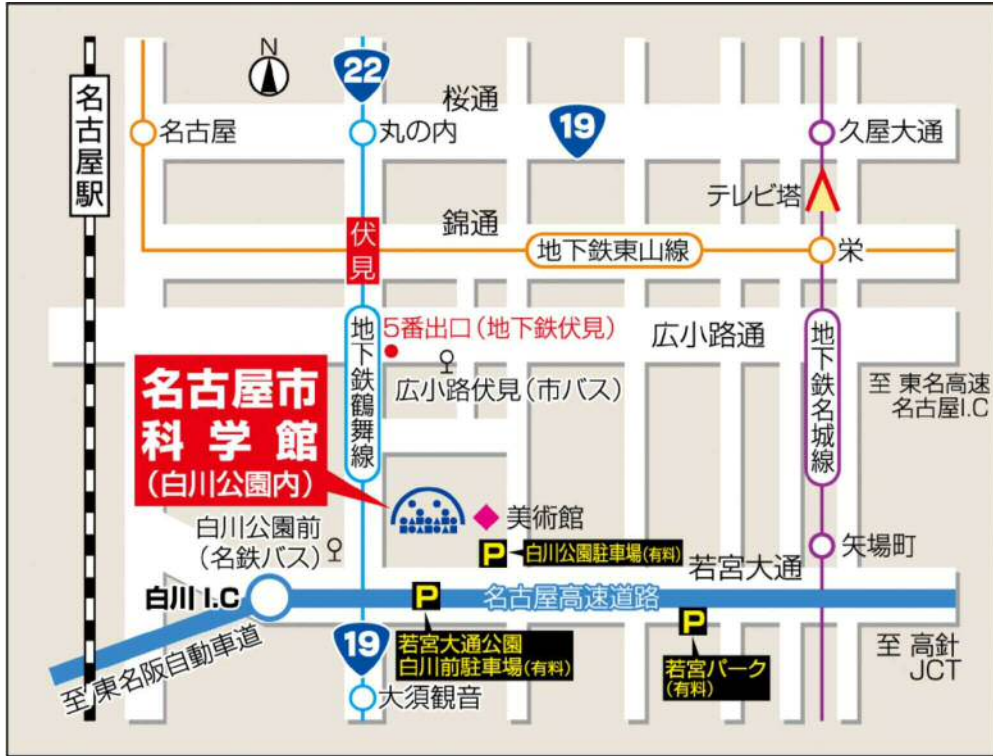 N
22
桜通
19
名古屋駅
名古屋
丸の内
久屋大通
テレビ塔
錦通
伏見
地下鉄東山線
栄
5番出口(地下鉄伏見)
広小路通
地下鉄鶴舞線
地下鉄名城線
広小路伏見(市バス)
至 東名高速
名古屋I.C
名古屋市
科学館
(白川公園内)
美術館
白川公園前
(名鉄バス)
P
白川公園駐車場(有料)
矢場町
若宮大通
白川 I.C
P
名古屋高速道路
P
19
若宮大通公園
白川前駐車場(有料)
若宮パーク
(有料)
至 高針
JCT
至 東名阪自動車道
大須観音